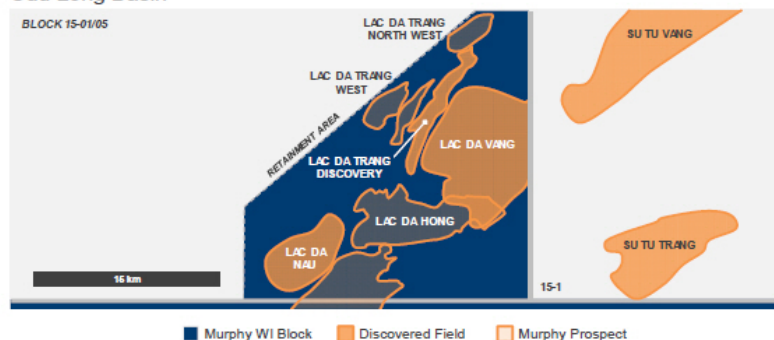 BLOCK 15-01/05
LAC DA TRANG
NORTH WEST
SU TU VANG
LAC DA TRANG
WEST
RETAINMENT AREA
LAC DA VANG
LAC DA TRANG
DISCOVERY
LAC DA HONG
LAC DA
NAU
SU TU TRANG
16 km
15-1
Murphy WI Block
Discovered Field
Murphy Prospect